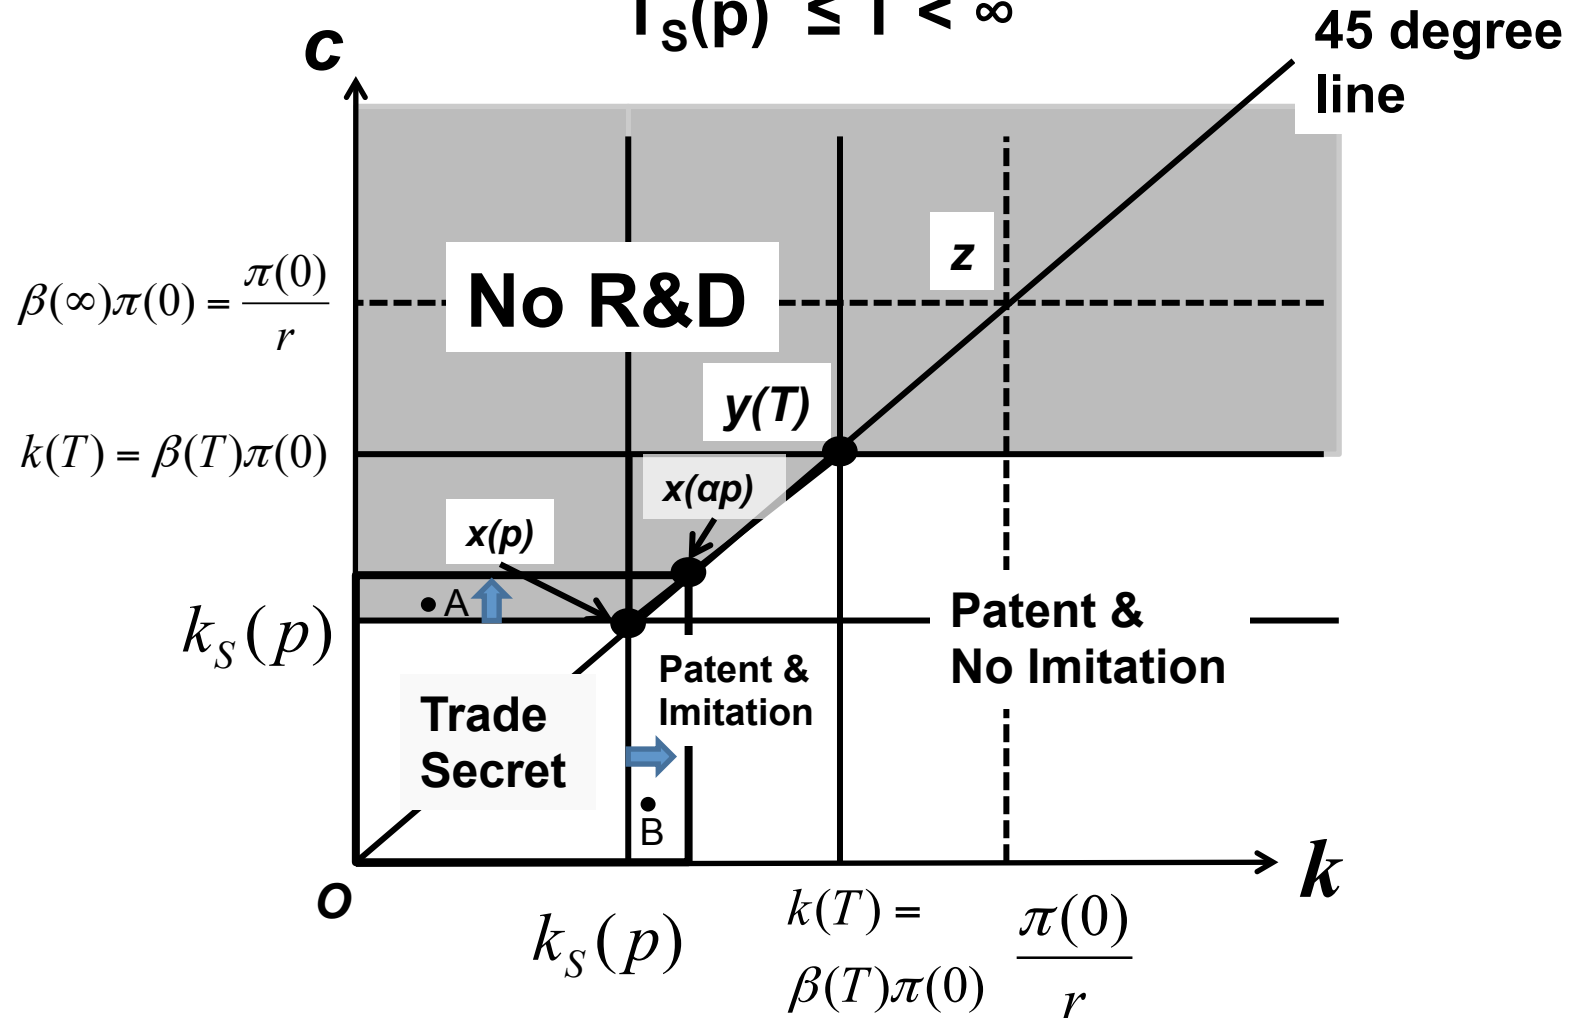 T_S(p) ≤ T < ∞
45 degree
line
c
z
β(∞)π(0) = π(0)/r
No R&D
y(T)
k(T) = β(T)π(0)
x(αp)
x(p)
A
k_S(p)
Patent &
No Imitation
Patent &
Imitation
Trade
Secret
B
k
O
k_S(p)
k(T) =
β(T)π(0)
π(0)/r